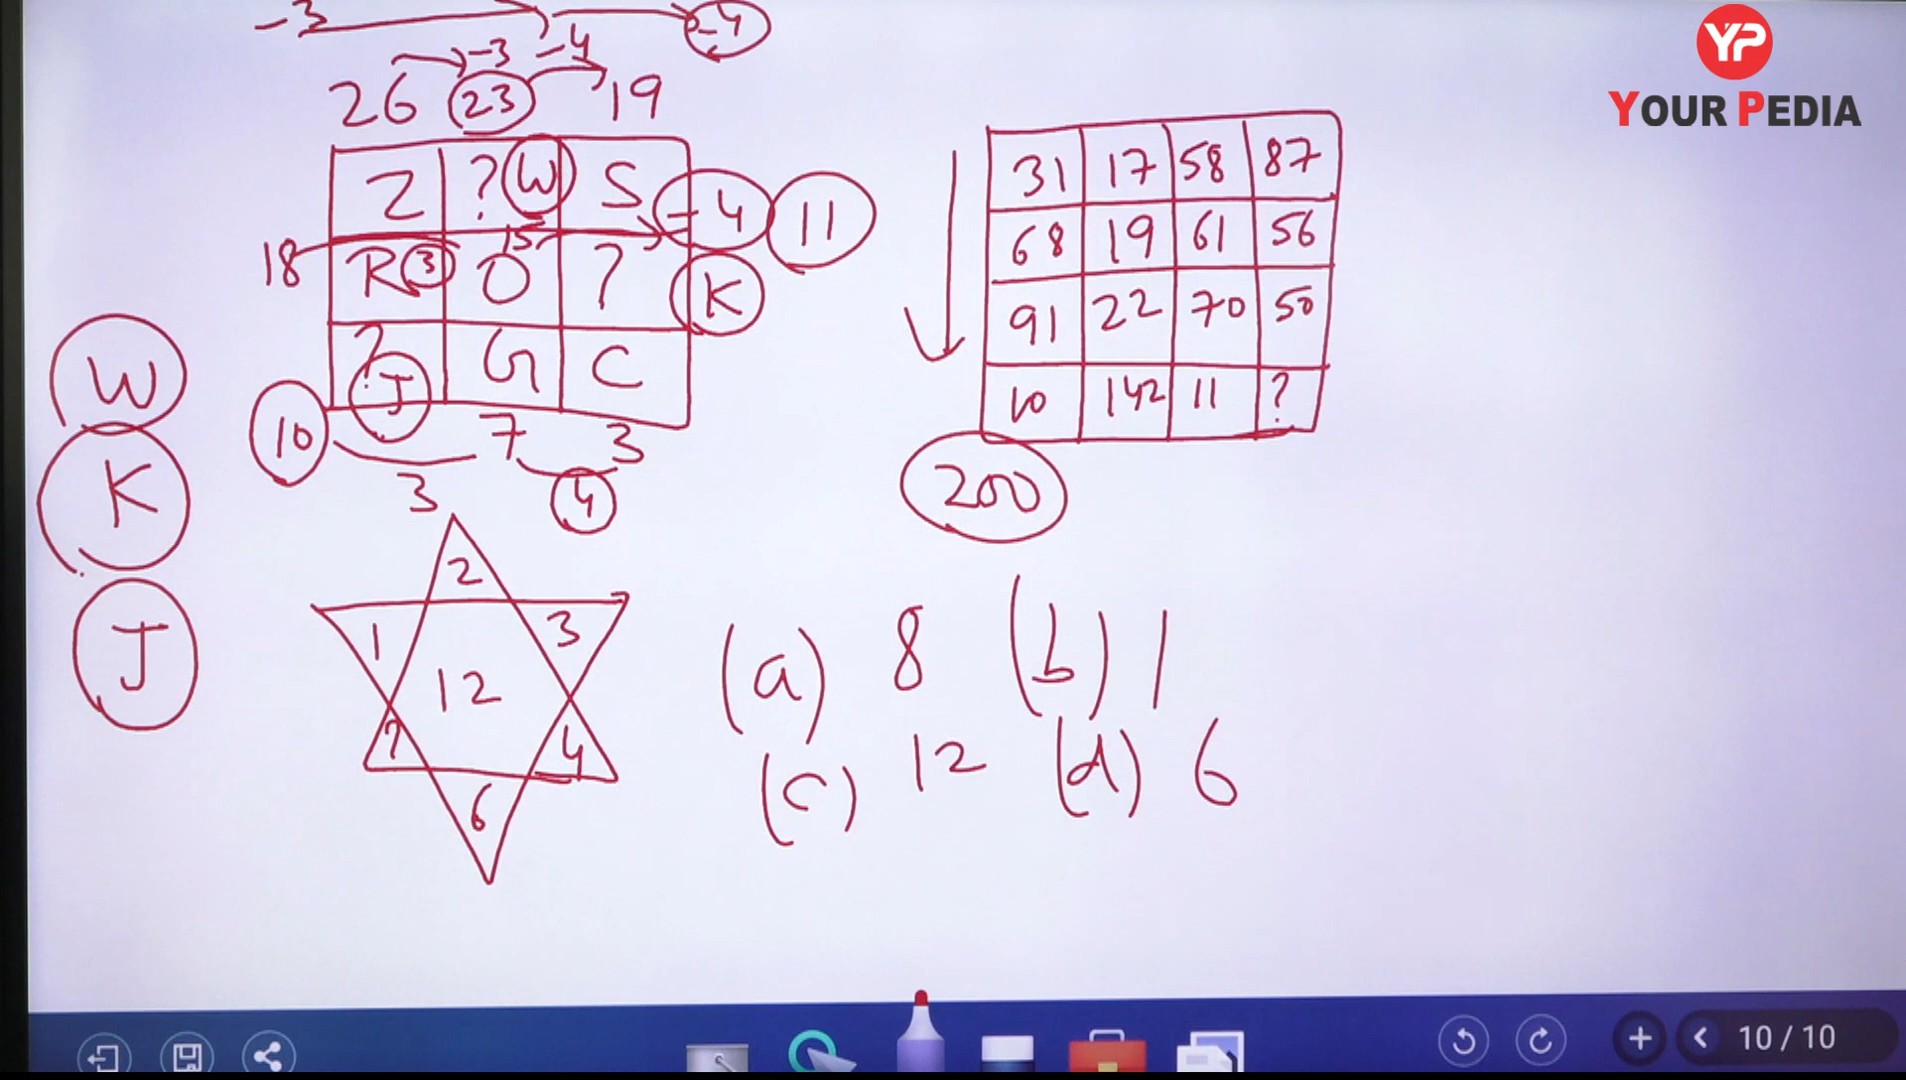 -3
-4
-3 -4
26 23 19
Z ? W S
-4 11
18 R 3 15 O ?
K
? J G C
10 7 3
3 4
W
K
J
31 17 58 87
68 19 61 56
91 22 70 50
10 142 11 ?
200
2
1 3
12
? 4
6
(a) 8 (b) 1
(c) 12 (d) 6
YP
YOUR PEDIA
10 / 10